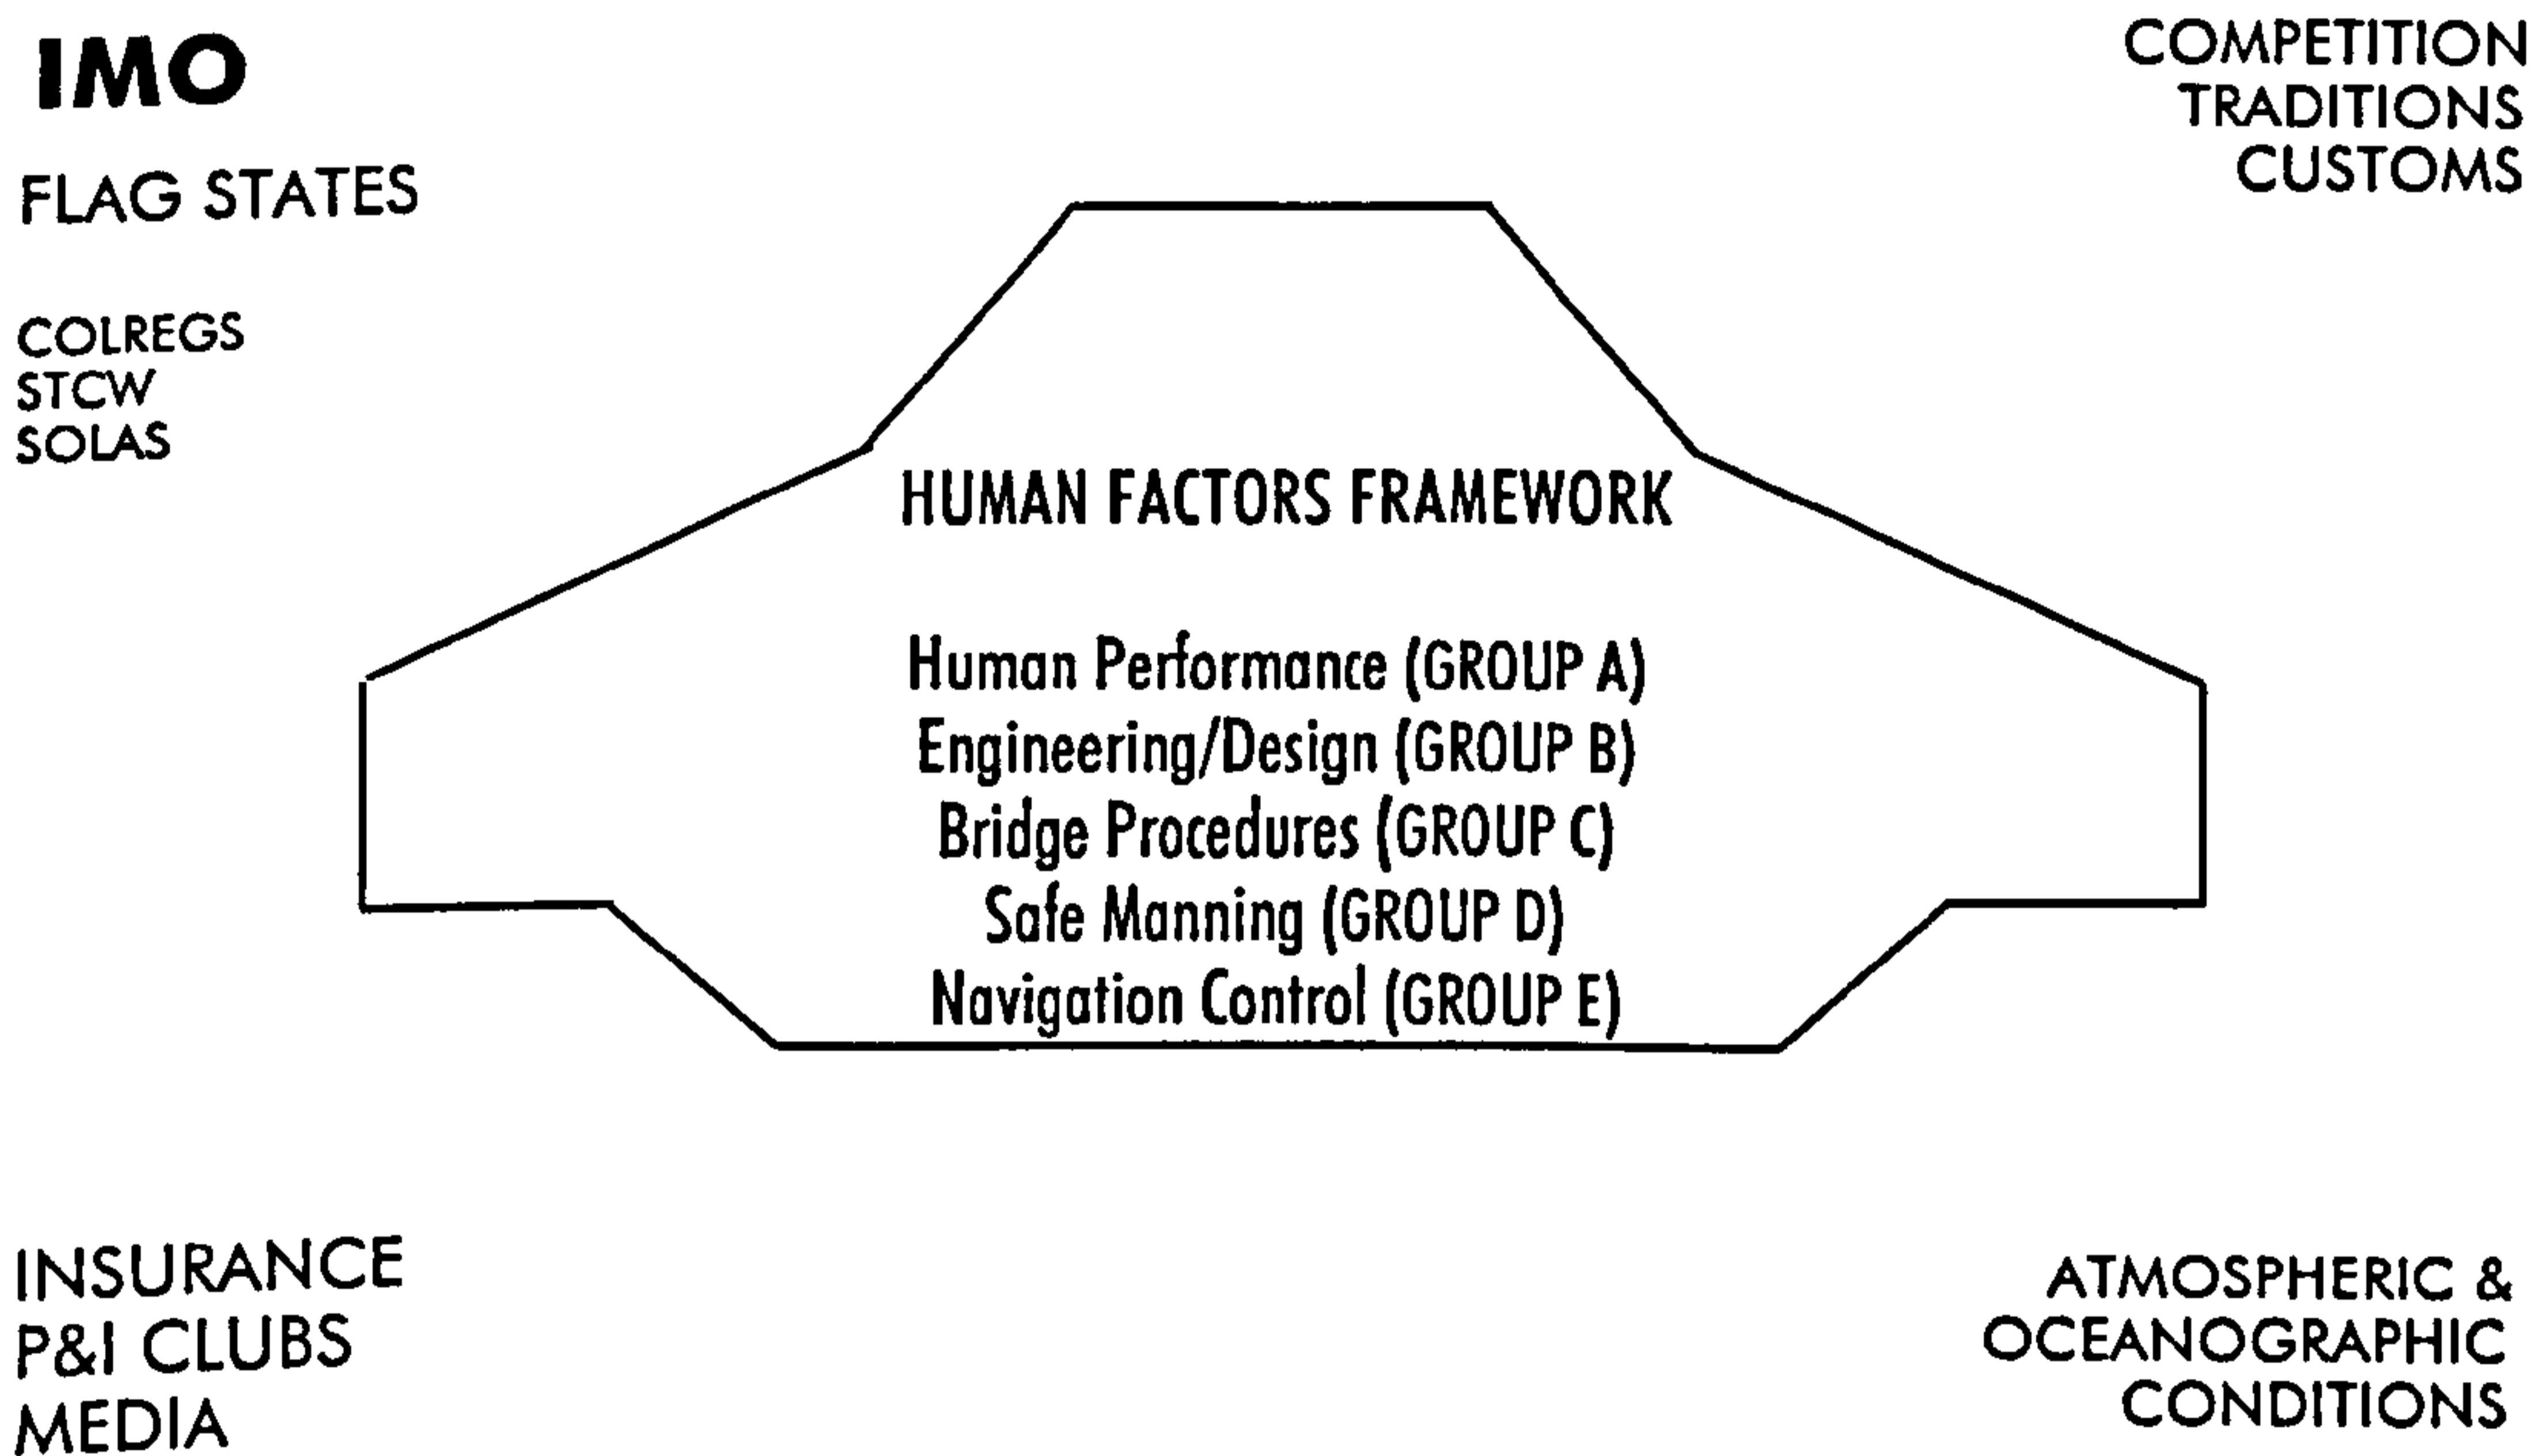 IMO
FLAG STATES
COLREGS
STCW
SOLAS
COMPETITION
TRADITIONS
CUSTOMS
HUMAN FACTORS FRAMEWORK
Human Performance (GROUP A)
Engineering/Design (GROUP B)
Bridge Procedures (GROUP C)
Safe Manning (GROUP D)
Navigation Control (GROUP E)
INSURANCE
P&I CLUBS
MEDIA
ATMOSPHERIC &
OCEANOGRAPHIC
CONDITIONS